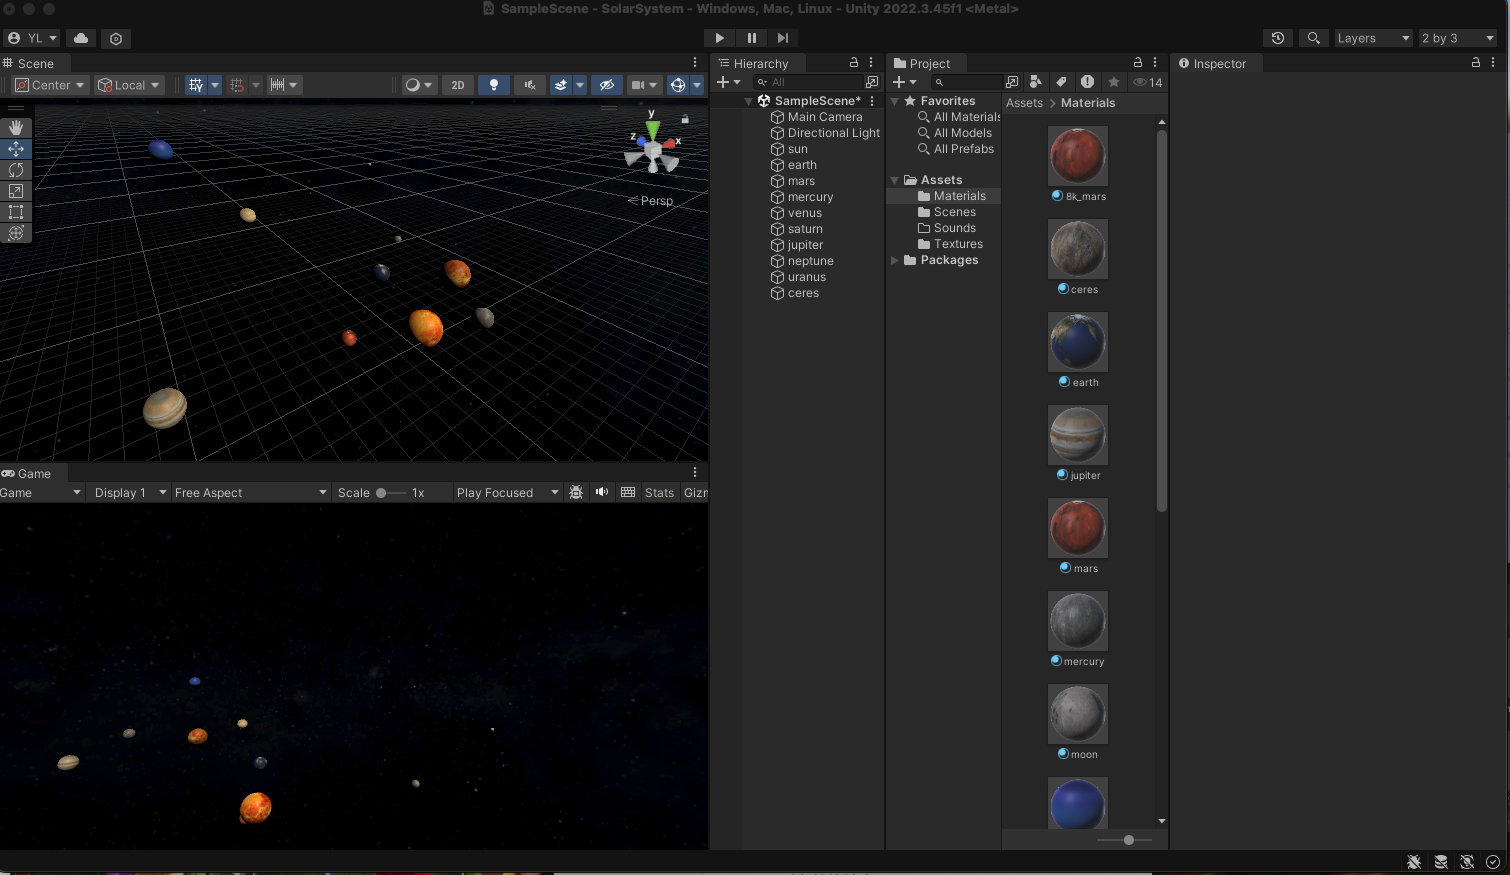 SampleScene - SolarSystem - Windows, Mac, Linux - Unity 2022.3.45f1 <Metal>
YL
Layers
2 by 3
Scene
Center
Local
2D
y
z
x
Persp
Game
Game
Display 1
Free Aspect
Scale
1x
Play Focused
Stats
Gizm
Hierarchy
All
SampleScene*
Main Camera
Directional Light
sun
earth
mars
mercury
venus
saturn
jupiter
neptune
uranus
ceres
Project
14
Favorites
All Materials
All Models
All Prefabs
Assets
Materials
Scenes
Sounds
Textures
Packages
Assets > Materials
8k_mars
ceres
earth
jupiter
mars
mercury
moon
Inspector